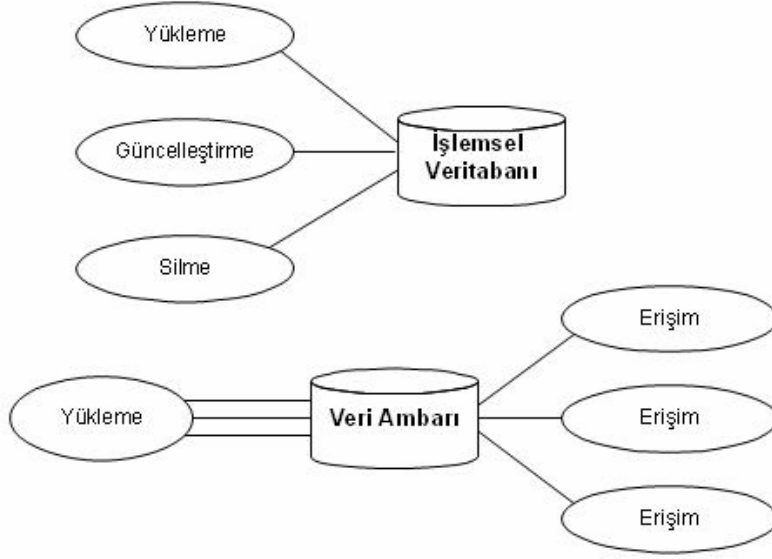 Yükleme
Güncelleştirme
İşlemsel
Veritabanı
Silme
Erişim
Yükleme
Veri Ambarı
Erişim
Erişim